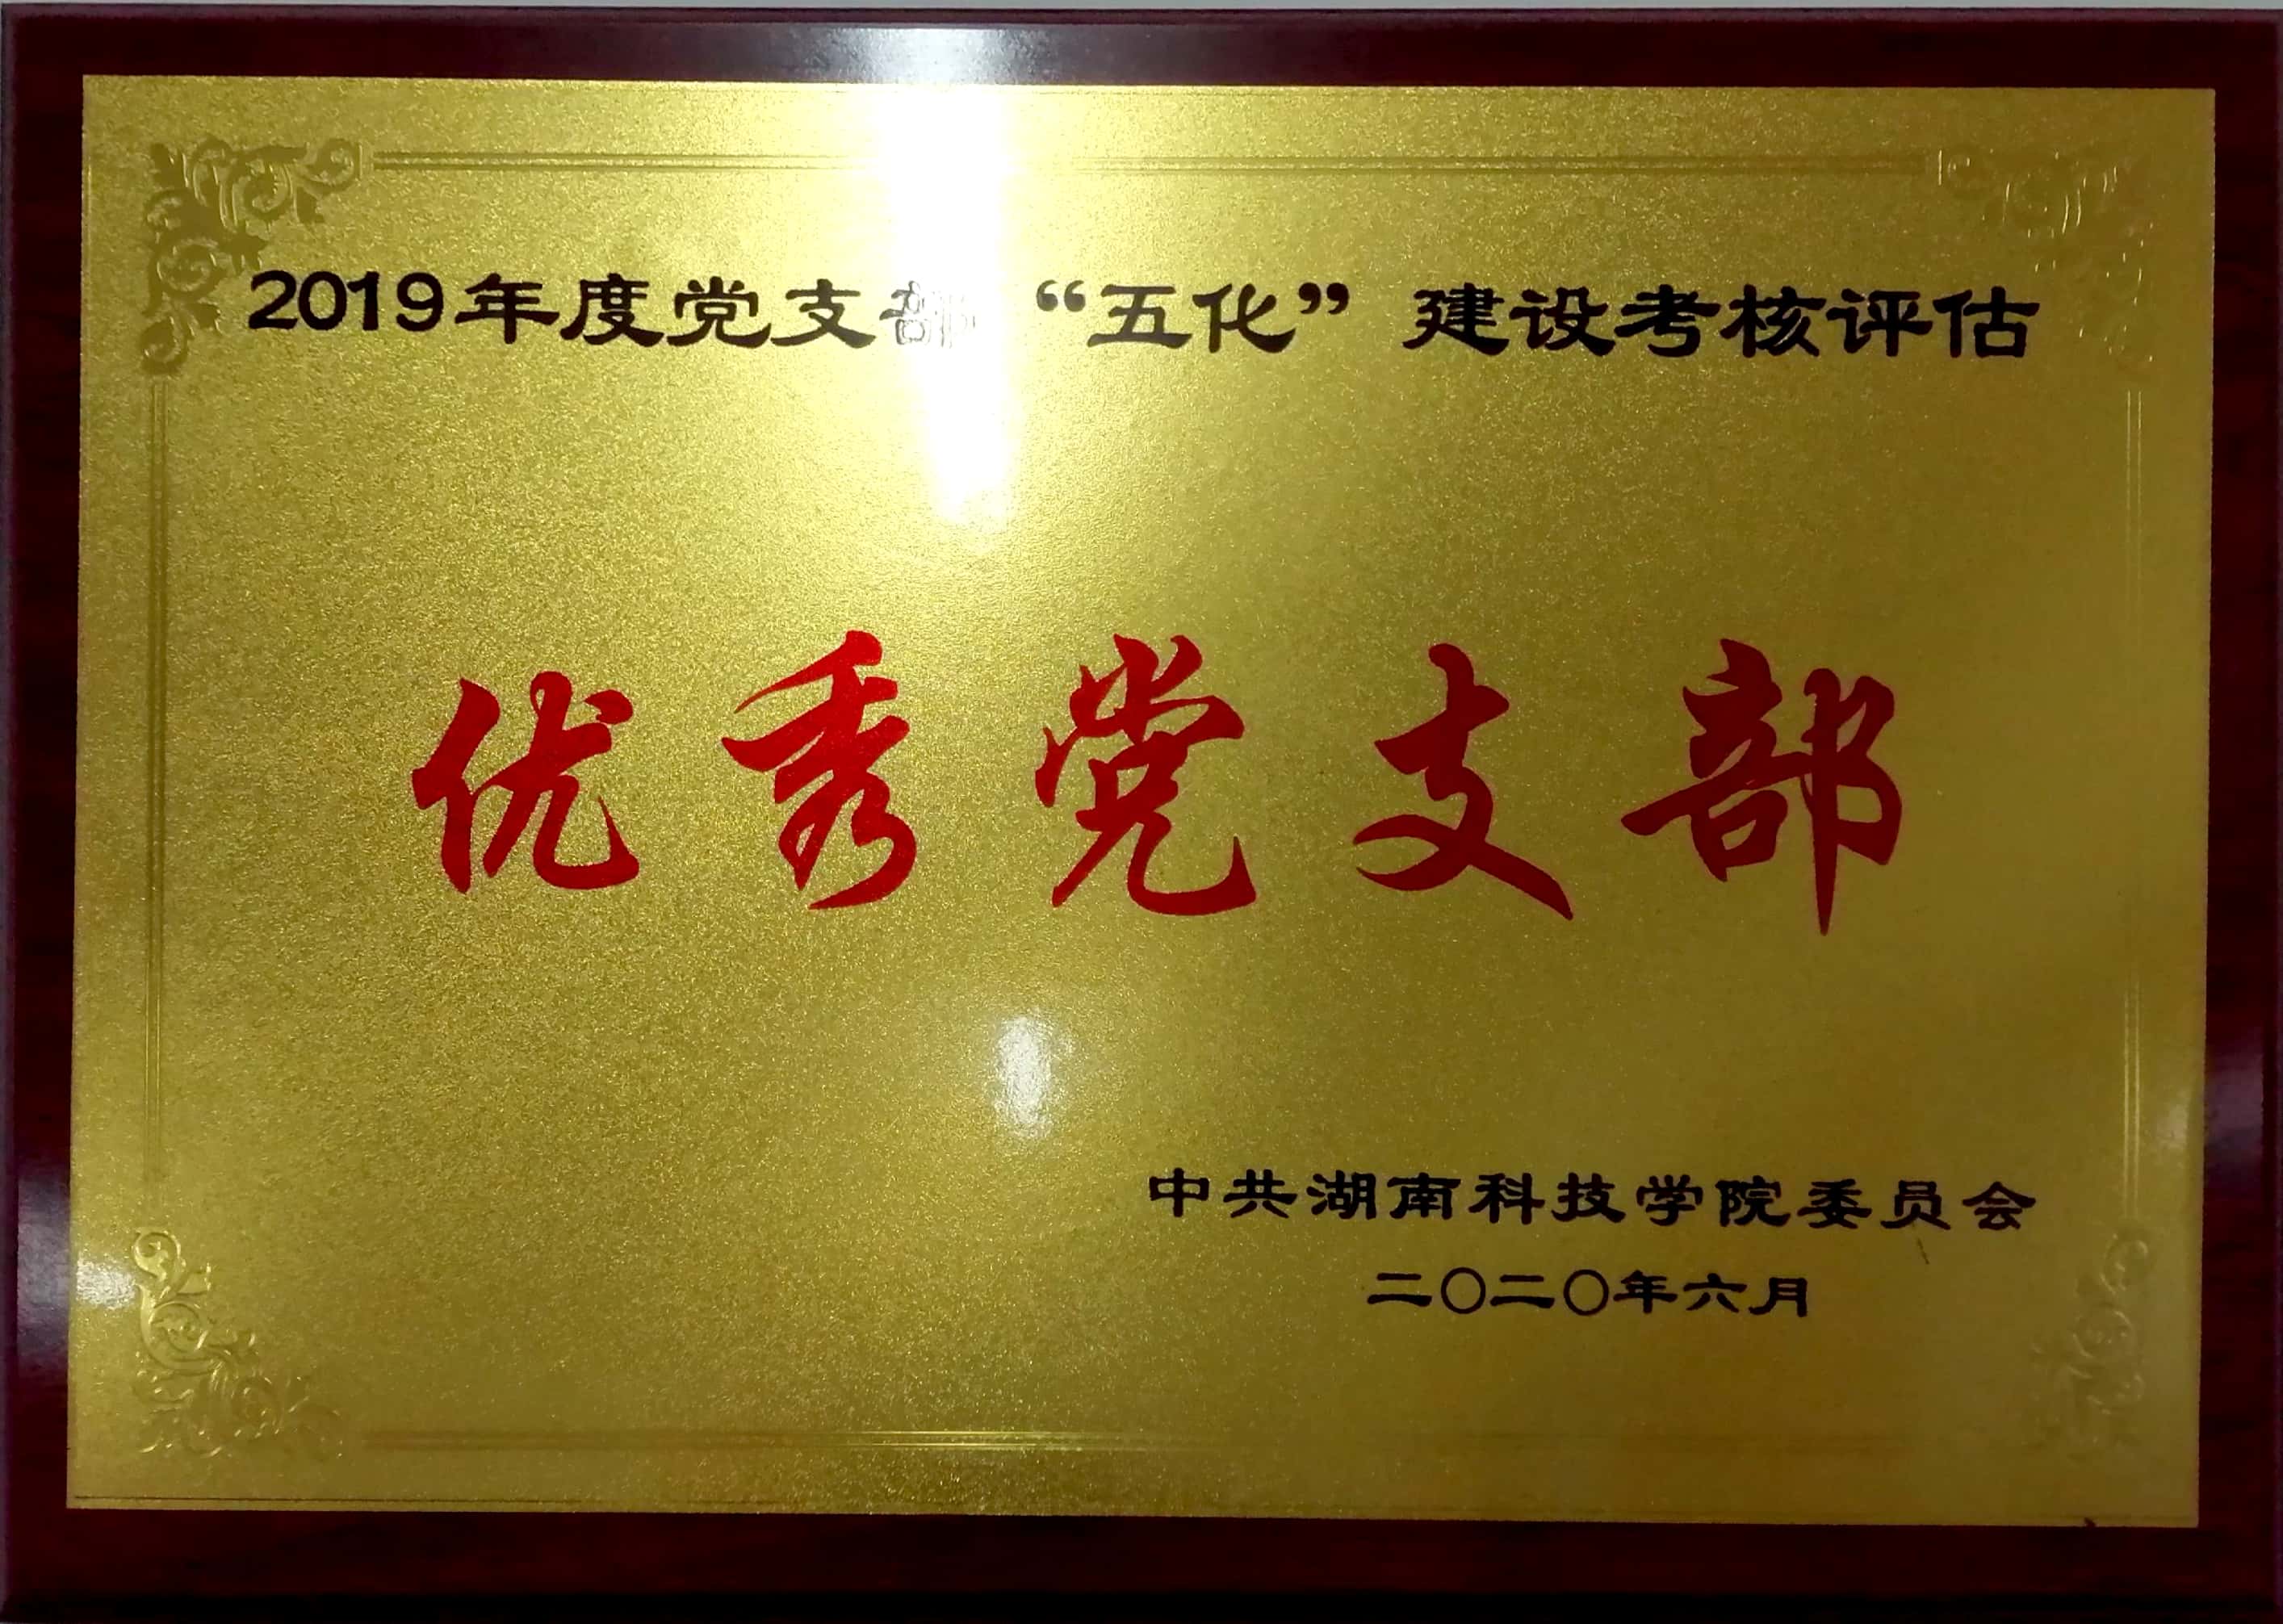 2019年度党支部“五化”建设考核评估
优秀党支部
中共湖南科技学院委员会
二〇二〇年六月